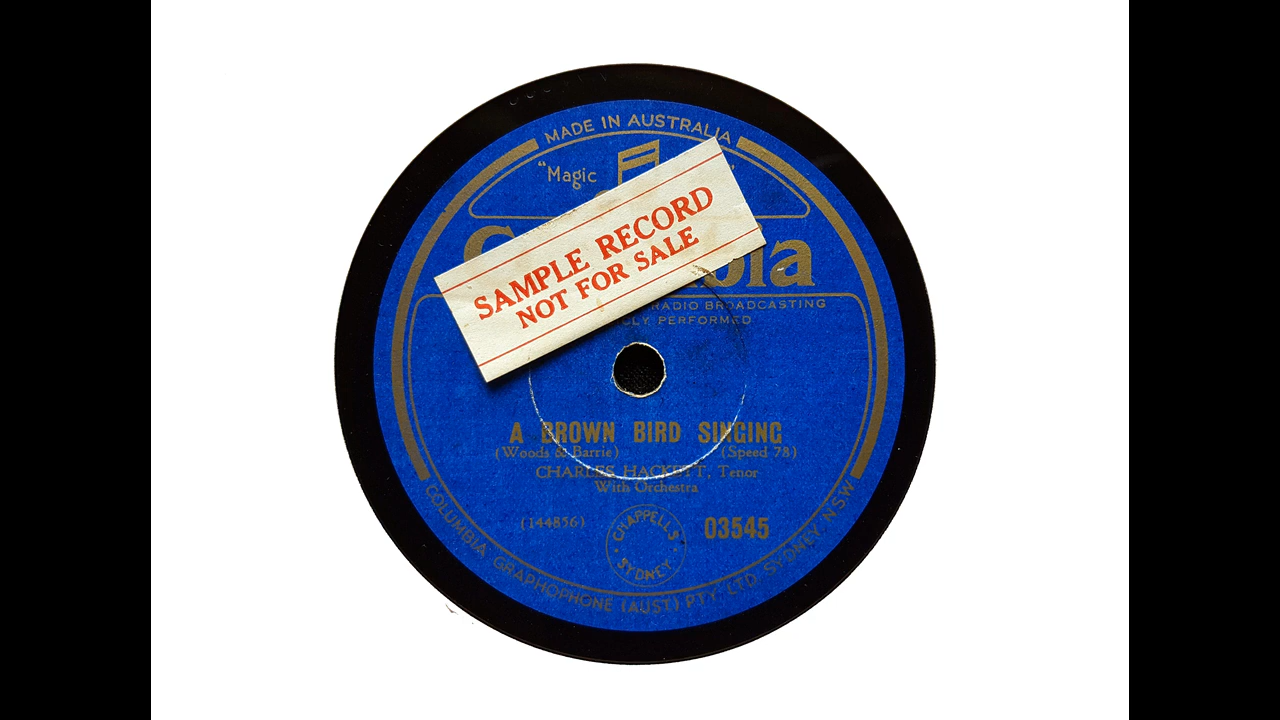 MADE IN AUSTRALIA
"Magic
SAMPLE RECORD
NOT FOR SALE
RADIO BROADCASTING
PERFORMED
A BROWN BIRD SINGING
(Woods & Barrie) (Speed 78)
CHARLES HACKETT, Tenor
With Orchestra
(144856) 03545
CHAPPELL'S
SYDNEY
COLUMBIA GRAPHOPHONE (AUST) PTY. LTD. SYDNEY. N.S.W